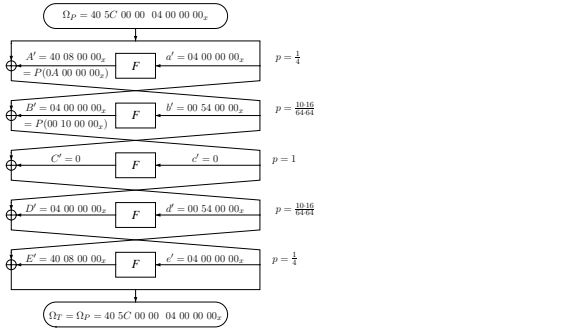 Ω_P = 40 5C 00 00 04 00 00 00_x
A′ = 40 08 00 00_x F a′ = 04 00 00 00_x p = 1/4
= P(0A 00 00 00_x)
B′ = 04 00 00 00_x F b′ = 00 54 00 00_x p = 10·16/64·64
= P(00 10 00 00_x)
C′ = 0 F c′ = 0 p = 1
D′ = 04 00 00 00_x F d′ = 00 54 00 00_x p = 10·16/64·64
E′ = 40 08 00 00_x F e′ = 04 00 00 00_x p = 1/4
Ω_T = Ω_P = 40 5C 00 00 04 00 00 00_x